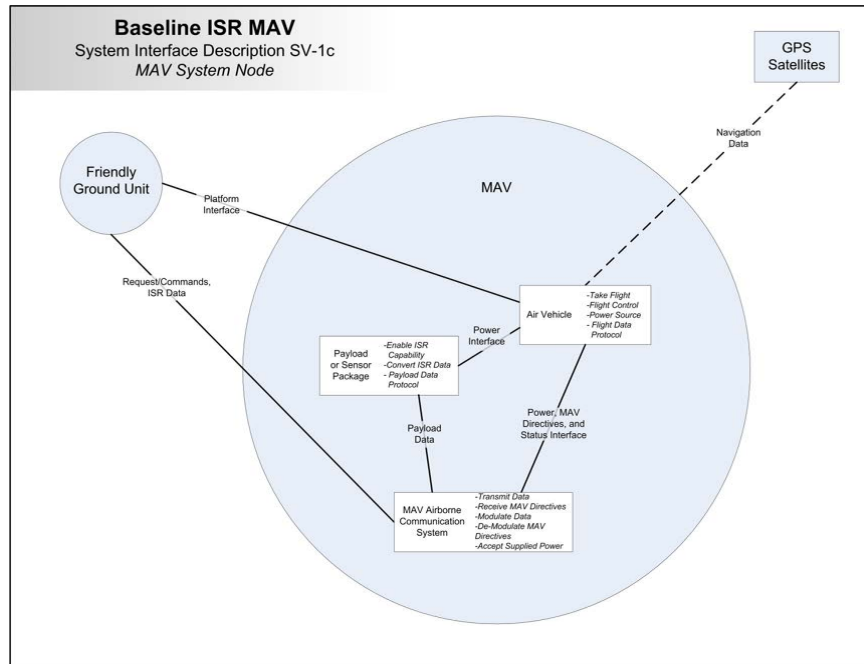 Baseline ISR MAV
System Interface Description SV-1c
MAV System Node
GPS
Satellites
Navigation
Data
Friendly
Ground Unit
MAV
Platform
Interface
Request/Commands,
ISR Data
Air Vehicle
-Take Flight
-Flight Control
-Power Source
- Flight Data
Protocol
Power
Interface
Payload
or Sensor
Package
-Enable ISR
Capability
-Convert ISR Data
- Payload Data
Protocol
Payload
Data
Power, MAV
Directives, and
Status Interface
MAV Airborne
Communication
System
-Transmit Data
-Receive MAV Directives
-Modulate Data
-De-Modulate MAV
Directives
-Accept Supplied Power